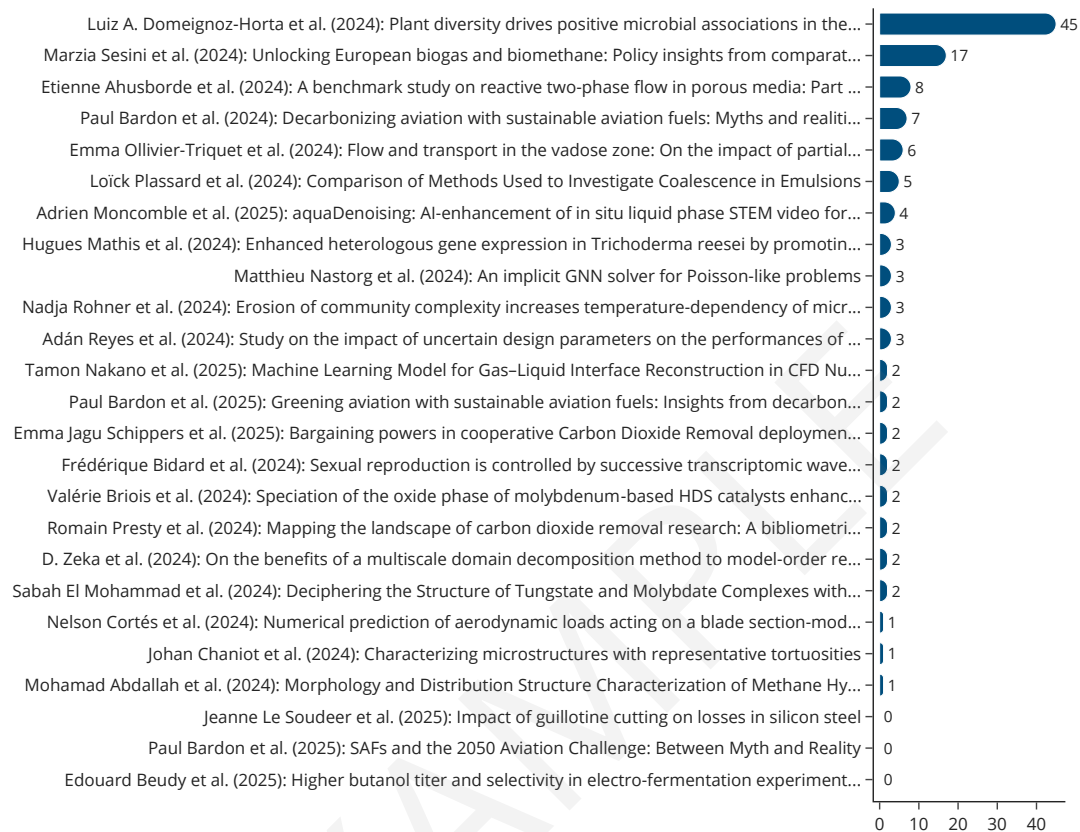 Luiz A. Domeignoz-Horta et al. (2024): Plant diversity drives positive microbial associations in the... 45
Marzia Sesini et al. (2024): Unlocking European biogas and biomethane: Policy insights from comparat... 17
Etienne Ahusborde et al. (2024): A benchmark study on reactive two-phase flow in porous media: Part ... 8
Paul Bardon et al. (2024): Decarbonizing aviation with sustainable aviation fuels: Myths and realiti... 7
Emma Ollivier-Triquet et al. (2024): Flow and transport in the vadose zone: On the impact of partial... 6
Loïck Plassard et al. (2024): Comparison of Methods Used to Investigate Coalescence in Emulsions 5
Adrien Moncomble et al. (2025): aquaDenoising: AI-enhancement of in situ liquid phase STEM video for... 4
Hugues Mathis et al. (2024): Enhanced heterologous gene expression in Trichoderma reesei by promotin... 3
Matthieu Nastorg et al. (2024): An implicit GNN solver for Poisson-like problems 3
Nadja Rohner et al. (2024): Erosion of community complexity increases temperature-dependency of micr... 3
Adán Reyes et al. (2024): Study on the impact of uncertain design parameters on the performances of ... 3
Tamon Nakano et al. (2025): Machine Learning Model for Gas–Liquid Interface Reconstruction in CFD Nu... 2
Paul Bardon et al. (2025): Greening aviation with sustainable aviation fuels: Insights from decarbon... 2
Emma Jagu Schippers et al. (2025): Bargaining powers in cooperative Carbon Dioxide Removal deploymen... 2
Frédérique Bidard et al. (2024): Sexual reproduction is controlled by successive transcriptomic wave... 2
Valérie Briois et al. (2024): Speciation of the oxide phase of molybdenum-based HDS catalysts enhanc... 2
Romain Presty et al. (2024): Mapping the landscape of carbon dioxide removal research: A bibliometri... 2
D. Zeka et al. (2024): On the benefits of a multiscale domain decomposition method to model-order re... 2
Sabah El Mohammad et al. (2024): Deciphering the Structure of Tungstate and Molybdate Complexes with... 2
Nelson Cortés et al. (2024): Numerical prediction of aerodynamic loads acting on a blade section-mod... 1
Johan Chaniot et al. (2024): Characterizing microstructures with representative tortuosities 1
Mohamad Abdallah et al. (2024): Morphology and Distribution Structure Characterization of Methane Hy... 1
Jeanne Le Soudeer et al. (2025): Impact of guillotine cutting on losses in silicon steel 0
Paul Bardon et al. (2025): SAFs and the 2050 Aviation Challenge: Between Myth and Reality 0
Edouard Beudy et al. (2025): Higher butanol titer and selectivity in electro-fermentation experiment... 0
0 10 20 30 40
AMPLE